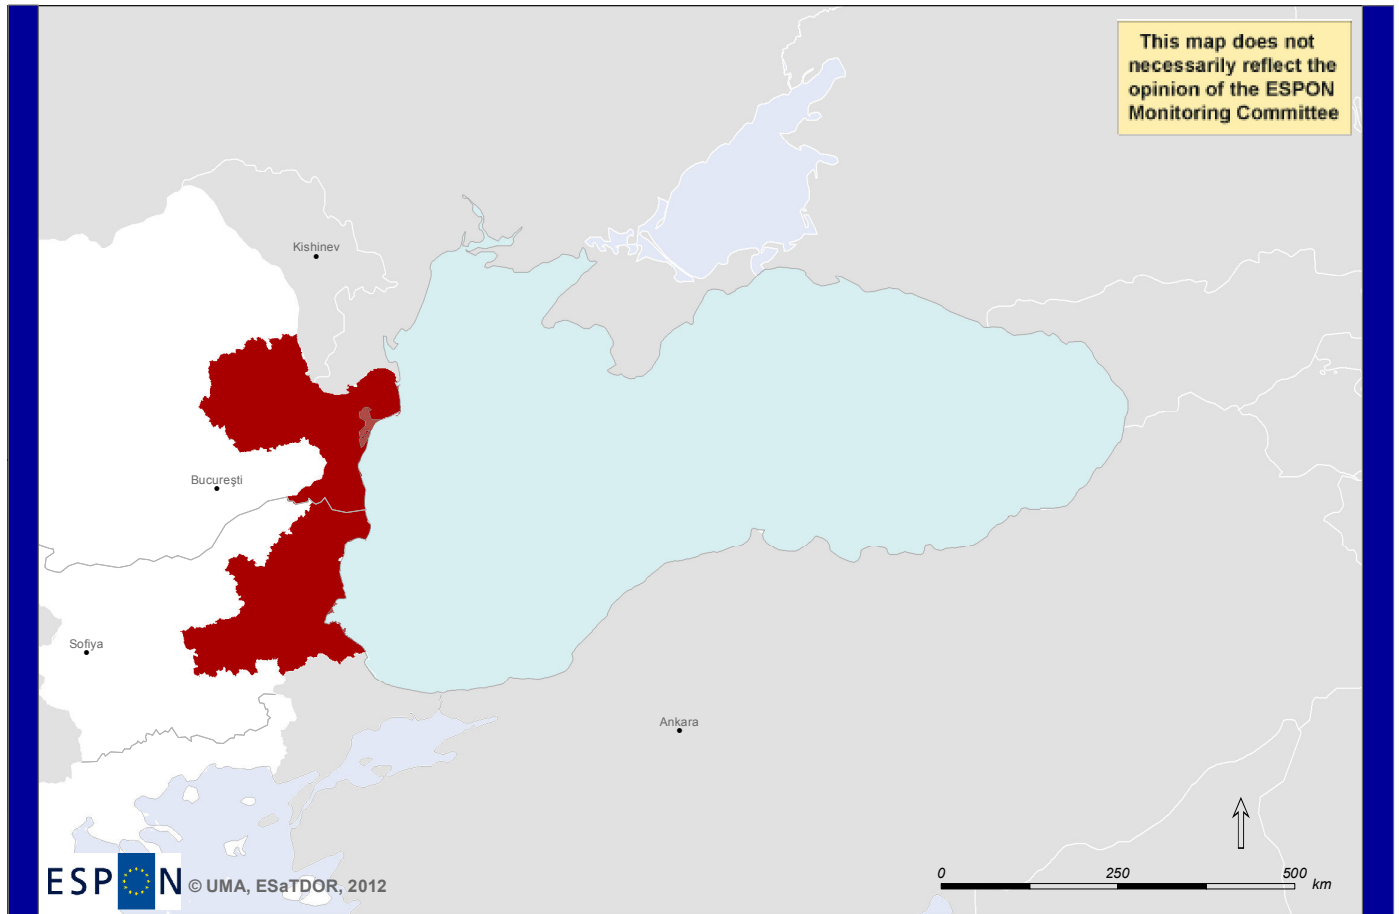 This map does not
necessarily reflect the
opinion of the ESPON
Monitoring Committee
Kishinev
Bucureşti
Sofiya
Ankara
0 250 500 km
ESPON © UMA, ESaTDOR, 2012